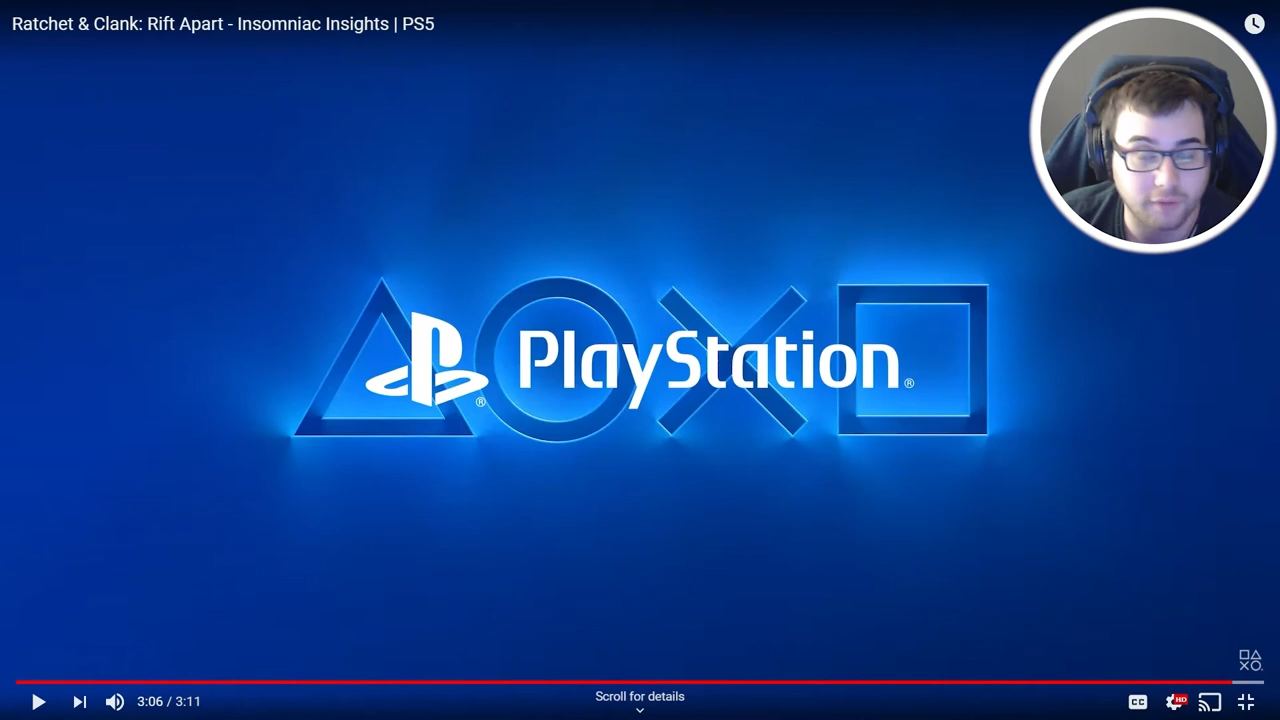 Ratchet & Clank: Rift Apart - Insomniac Insights | PS5
PlayStation®
®
3:06 / 3:11
Scroll for details
CC
HD